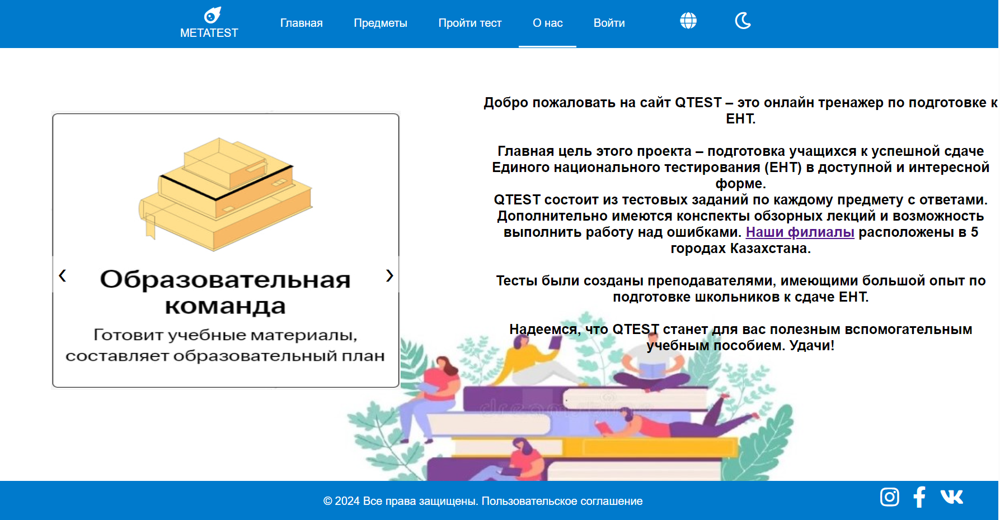 METATEST
Главная
Предметы
Пройти тест
О нас
Войти
Образовательная
команда
Готовит учебные материалы,
составляет образовательный план
Добро пожаловать на сайт QTEST – это онлайн тренажер по подготовке к
ЕНТ.
Главная цель этого проекта – подготовка учащихся к успешной сдаче
Единого национального тестирования (ЕНТ) в доступной и интересной
форме.
QTEST состоит из тестовых заданий по каждому предмету с ответами.
Дополнительно имеются конспекты обзорных лекций и возможность
выполнить работу над ошибками. Наши филиалы расположены в 5
городах Казахстана.
Тесты были созданы преподавателями, имеющими большой опыт по
подготовке школьников к сдаче ЕНТ.
Надеемся, что QTEST станет для вас полезным вспомогательным
учебным пособием. Удачи!
© 2024 Все права защищены. Пользовательское соглашение